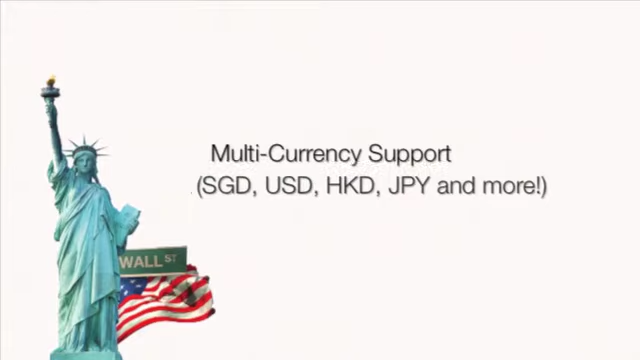 Multi-Currency Support
(SGD, USD, HKD, JPY and more!)
WALL ST